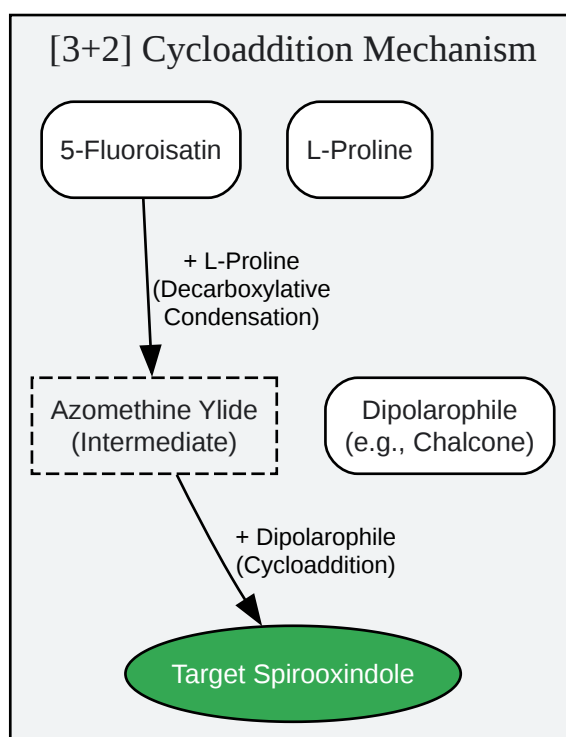 [3+2] Cycloaddition Mechanism
5-Fluoroisatin
L-Proline
+ L-Proline
(Decarboxylative
Condensation)
Azomethine Ylide
(Intermediate)
Dipolarophile
(e.g., Chalcone)
+ Dipolarophile
(Cycloaddition)
Target Spirooxindole